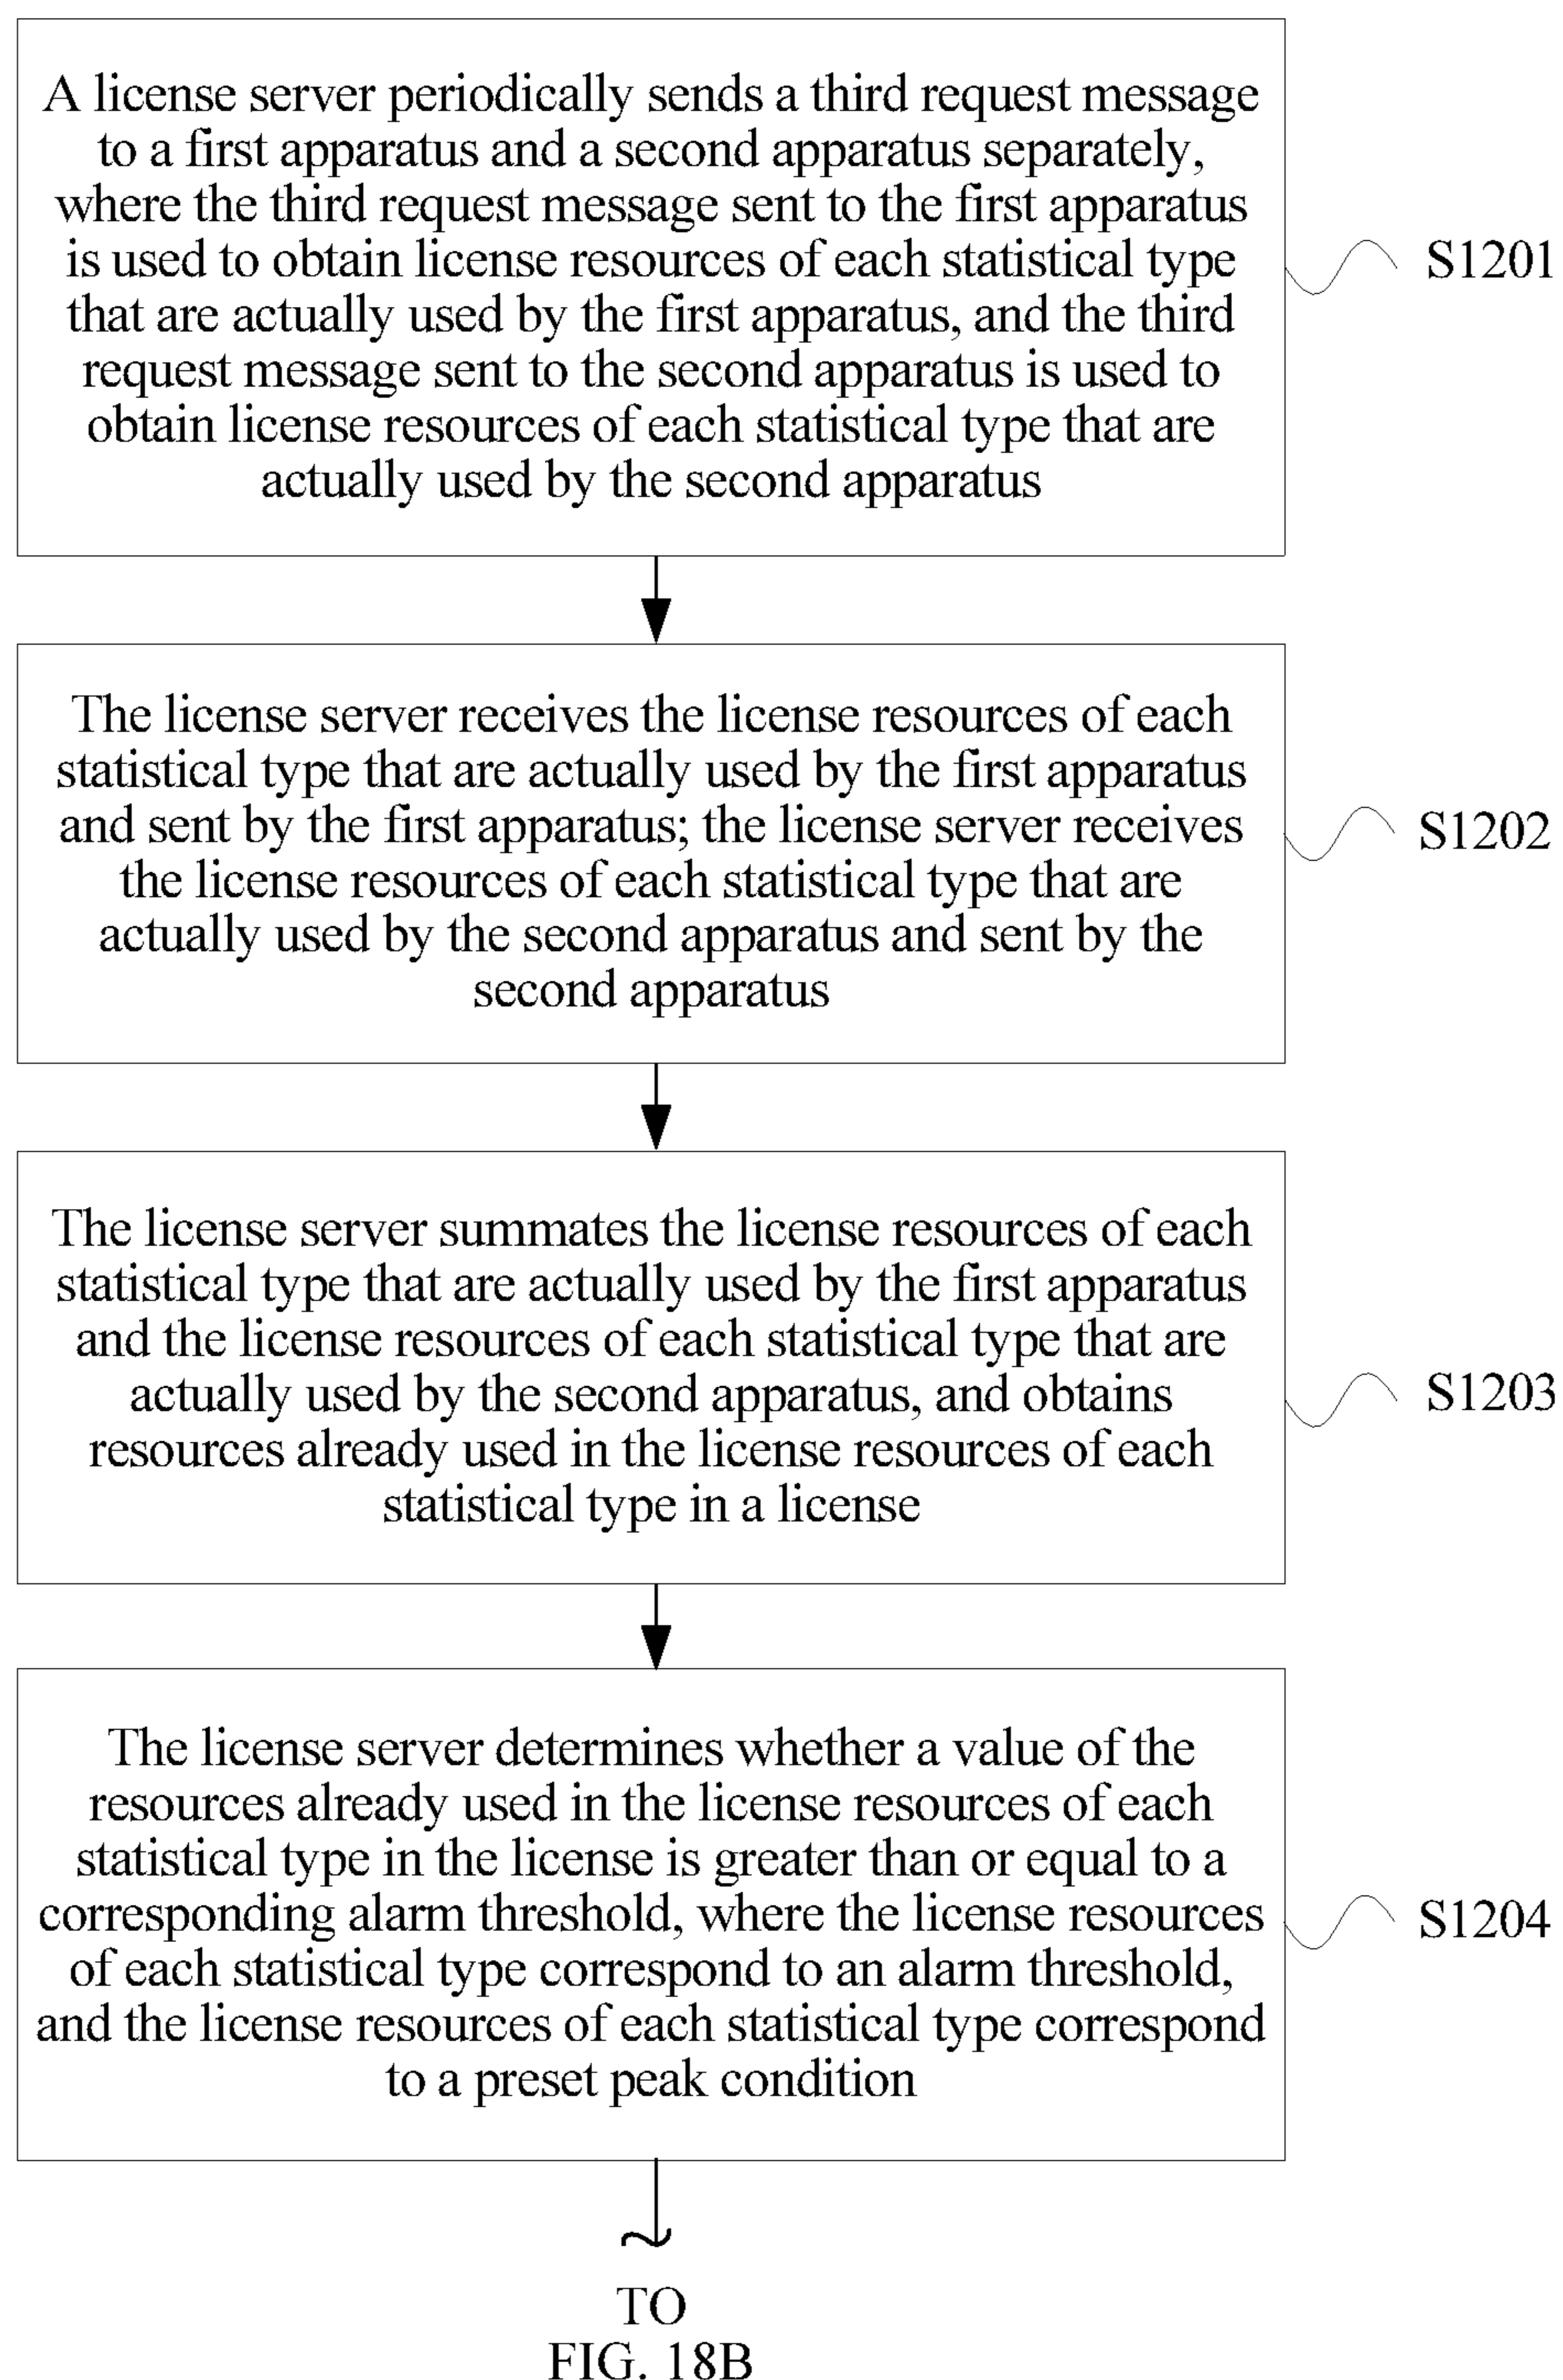 A license server periodically sends a third request message
to a first apparatus and a second apparatus separately,
where the third request message sent to the first apparatus
is used to obtain license resources of each statistical type
that are actually used by the first apparatus, and the third
request message sent to the second apparatus is used to
obtain license resources of each statistical type that are
actually used by the second apparatus
S1201
The license server receives the license resources of each
statistical type that are actually used by the first apparatus
and sent by the first apparatus; the license server receives
the license resources of each statistical type that are
actually used by the second apparatus and sent by the
second apparatus
S1202
The license server summates the license resources of each
statistical type that are actually used by the first apparatus
and the license resources of each statistical type that are
actually used by the second apparatus, and obtains
resources already used in the license resources of each
statistical type in a license
S1203
The license server determines whether a value of the
resources already used in the license resources of each
statistical type in the license is greater than or equal to a
corresponding alarm threshold, where the license resources
of each statistical type correspond to an alarm threshold,
and the license resources of each statistical type correspond
to a preset peak condition
S1204
TO
FIG. 18B